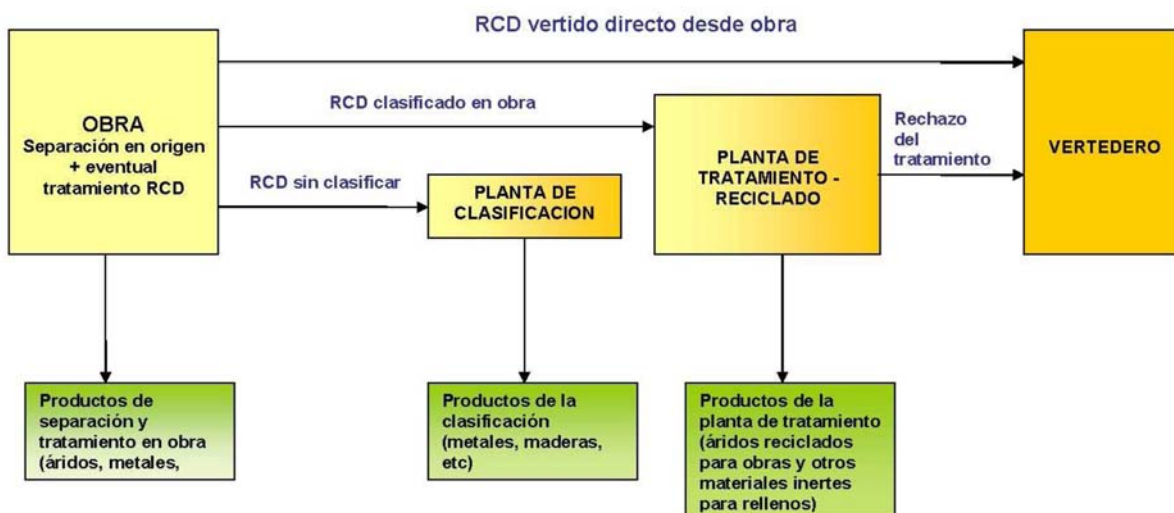 RCD vertido directo desde obra
OBRA
Separación en origen
+ eventual
tratamiento RCD
RCD clasificado en obra
RCD sin clasificar
PLANTA DE
CLASIFICACION
PLANTA DE
TRATAMIENTO -
RECICLADO
Rechazo
del
tratamiento
VERTEDERO
Productos de
separación y
tratamiento en obra
(áridos, metales,
Productos de la
clasificación
(metales, maderas,
etc)
Productos de la
planta de tratamiento
(áridos reciclados
para obras y otros
materiales inertes
para rellenos)